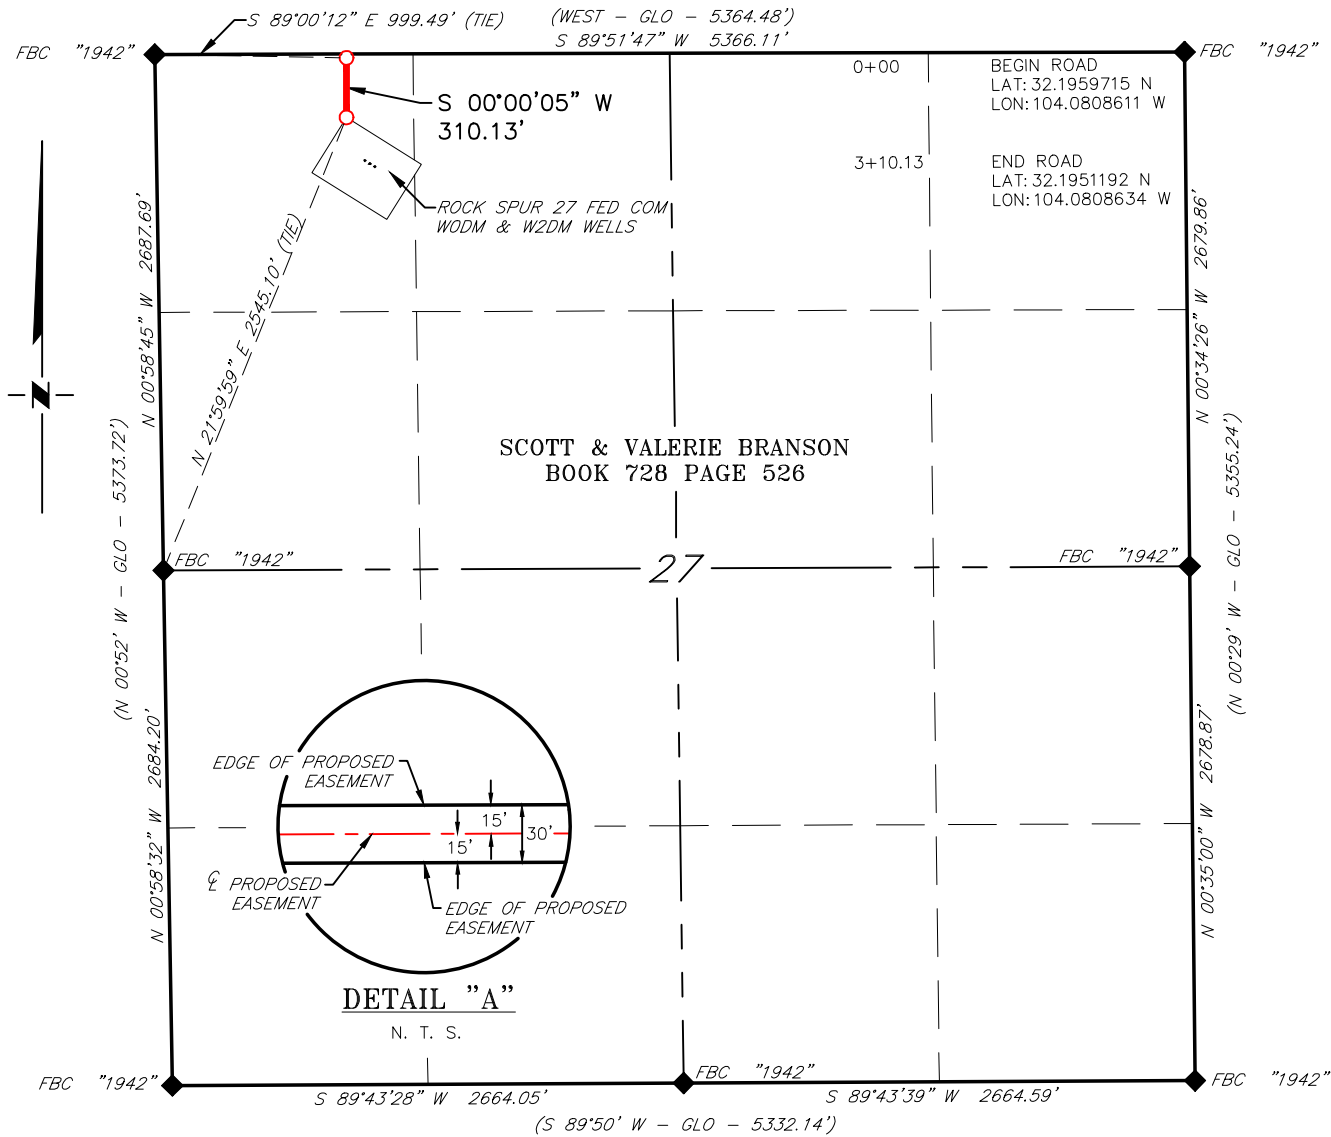 S 89°00'12" E 999.49' (TIE)
(WEST - GLO - 5364.48')
S 89°51'47" W 5366.11'
FBC "1942"
FBC "1942"
0+00 BEGIN ROAD
LAT: 32.1959715 N
LON: 104.0808611 W
S 00°00'05" W
310.13'
3+10.13 END ROAD
LAT: 32.1951192 N
LON: 104.0808634 W
ROCK SPUR 27 FED COM
W0DM & W2DM WELLS
N 00°58'45" W 2687.69'
N 21°59'59" E 2545.10' (TIE)
N 00°34'26" W 2679.86'
N
(N 00°52' W - GLO - 5373.72')
(N 00°29' W - GLO - 5355.24')
SCOTT & VALERIE BRANSON
BOOK 728 PAGE 526
FBC "1942"
27
FBC "1942"
N 00°58'32" W 2684.20'
N 00°35'00" W 2678.87'
EDGE OF PROPOSED
EASEMENT
15'
30'
15'
℄ PROPOSED
EASEMENT
EDGE OF PROPOSED
EASEMENT
DETAIL "A"
N. T. S.
FBC "1942"
FBC "1942"
FBC "1942"
S 89°43'28" W 2664.05'
S 89°43'39" W 2664.59'
(S 89°50' W - GLO - 5332.14')